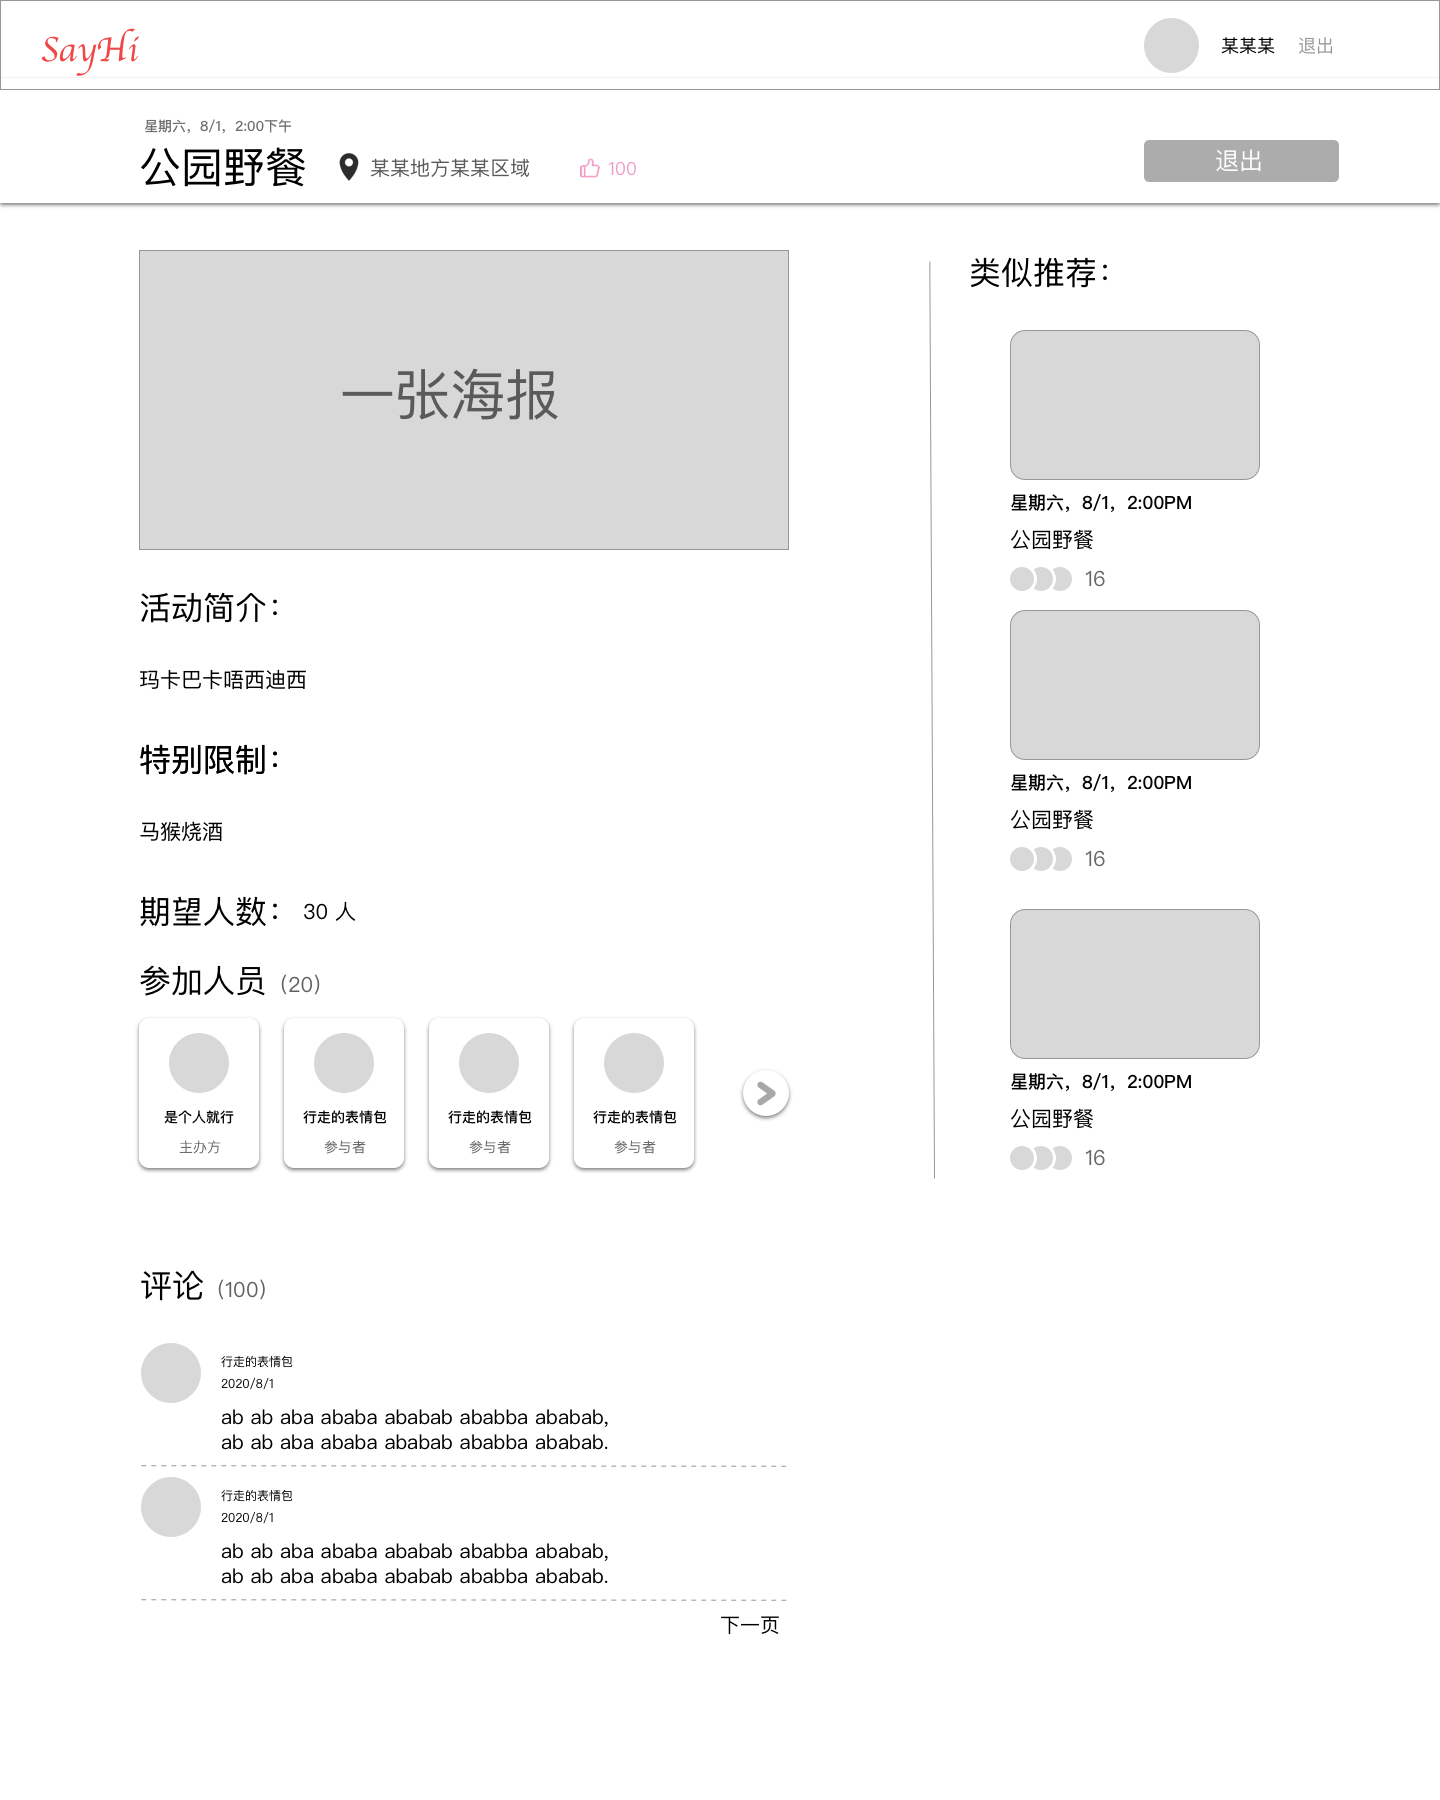 SayHi
某某某
退出
星期六，8/1，2:00下午
公园野餐
某某地方某某区域
100
退出
一张海报
活动简介：
玛卡巴卡唔西迪西
特别限制：
马猴烧酒
期望人数：
30 人
参加人员
(20)
是个人就行
主办方
行走的表情包
参与者
行走的表情包
参与者
行走的表情包
参与者
类似推荐：
星期六，8/1，2:00PM
公园野餐
16
星期六，8/1，2:00PM
公园野餐
16
星期六，8/1，2:00PM
公园野餐
16
评论
(100)
行走的表情包
2020/8/1
ab ab aba ababa ababab ababba ababab,
ab ab aba ababa ababab ababba ababab.
行走的表情包
2020/8/1
ab ab aba ababa ababab ababba ababab,
ab ab aba ababa ababab ababba ababab.
下一页